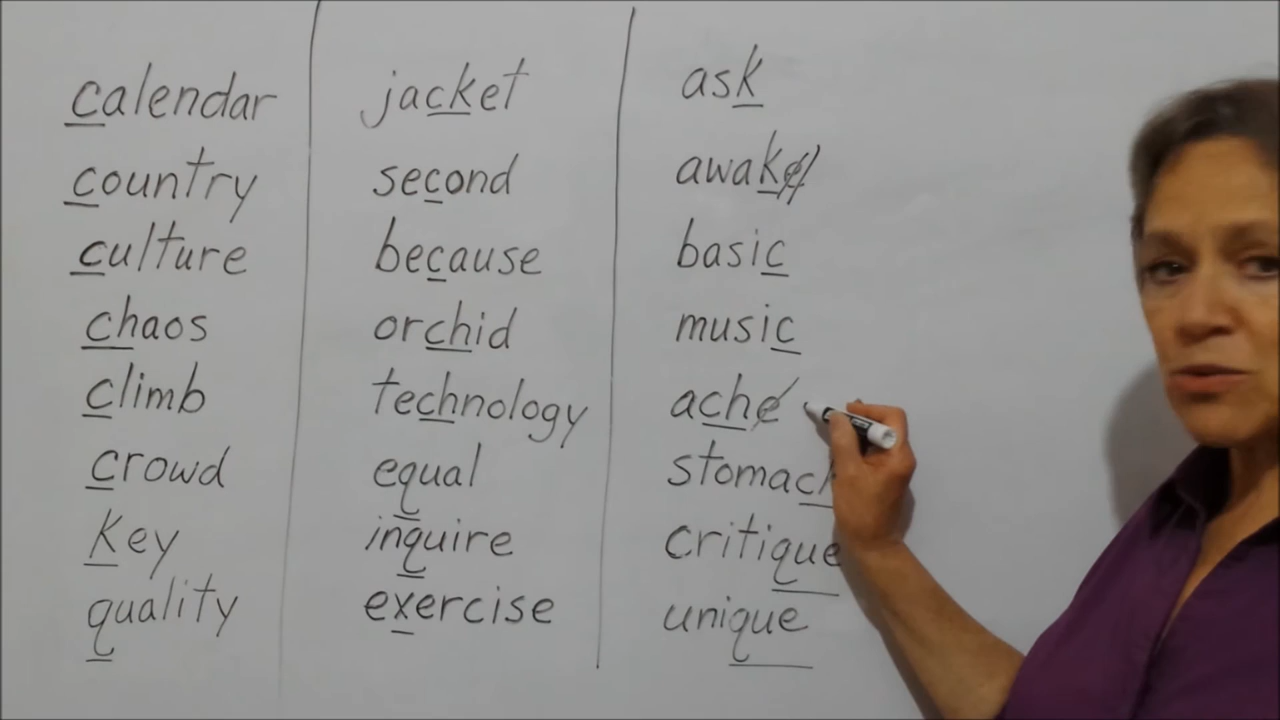 calendar
country
culture
chaos
climb
crowd
key
quality
jacket
second
because
orchid
technology
equal
inquire
exercise
ask
awake
basic
music
ache
stomach
critique
unique